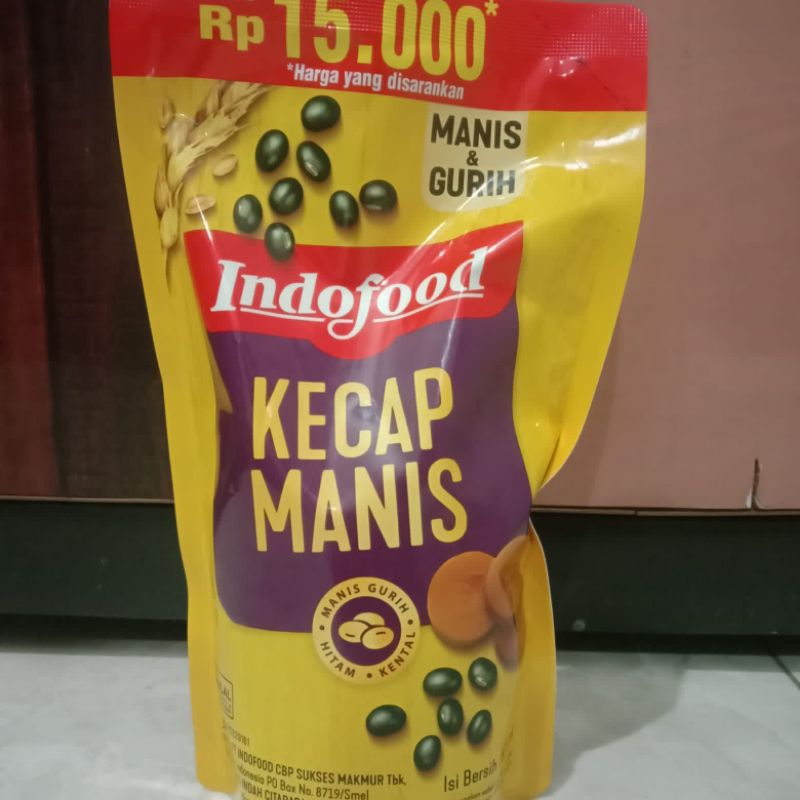 Rp 15.000*
*Harga yang disarankan
MANIS
&
GURIH
Indofood
KECAP
MANIS
• MANIS GURIH •
HITAM • KENTAL
INDOFOOD CBP SUKSES MAKMUR Tbk.
PO Box No. 8719/Smel
Isi Bersih